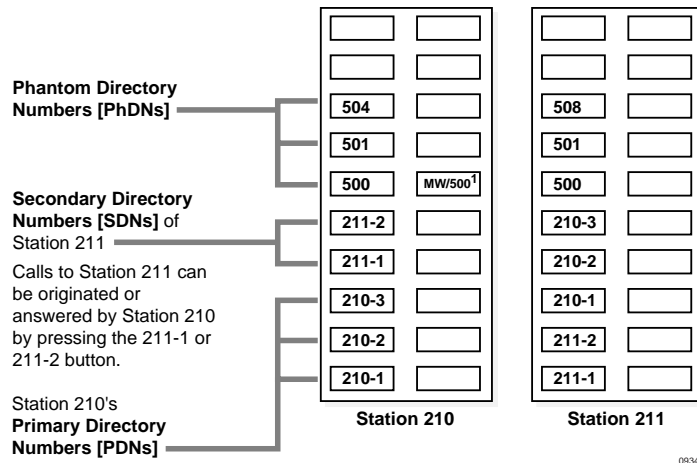 Phantom Directory
Numbers [PhDNs]
Secondary Directory
Numbers [SDNs] of
Station 211
Calls to Station 211 can
be originated or
answered by Station 210
by pressing the 211-1 or
211-2 button.
Station 210's
Primary Directory
Numbers [PDNs]
504
501
500 MW/500¹
211-2
211-1
210-3
210-2
210-1
Station 210
508
501
500
210-3
210-2
210-1
211-2
211-1
Station 211